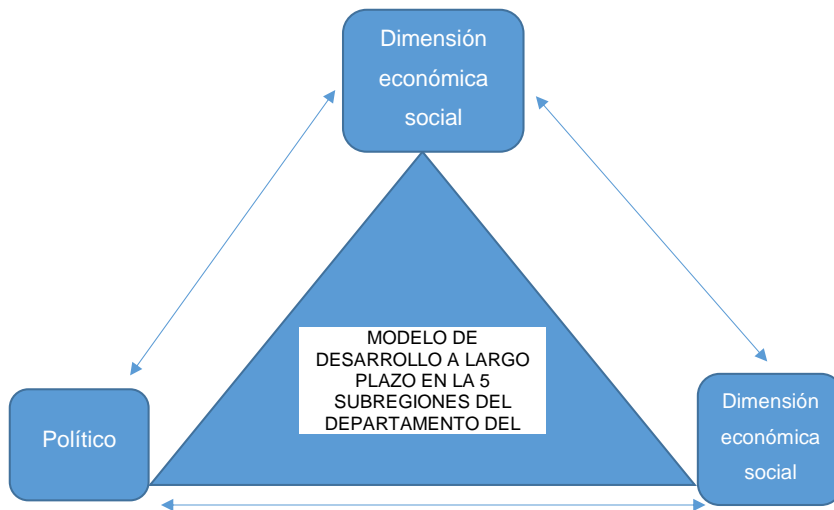 Dimensión
económica
social
MODELO DE
DESARROLLO A LARGO
PLAZO EN LA 5
SUBREGIONES DEL
DEPARTAMENTO DEL
Político
Dimensión
económica
social